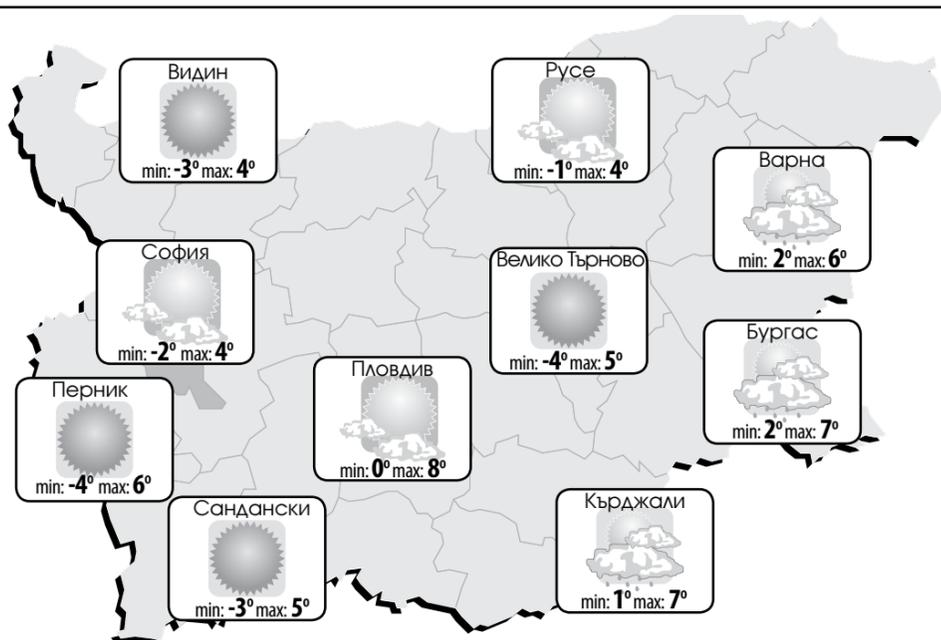 Видин
min: -3° max: 4°
Русе
min: -1° max: 4°
Варна
min: 2° max: 6°
София
min: -2° max: 4°
Велико Търново
min: -4° max: 5°
Бургас
min: 2° max: 7°
Пловдив
min: 0° max: 8°
Перник
min: -4° max: 6°
Сандански
min: -3° max: 5°
Кърджали
min: 1° max: 7°